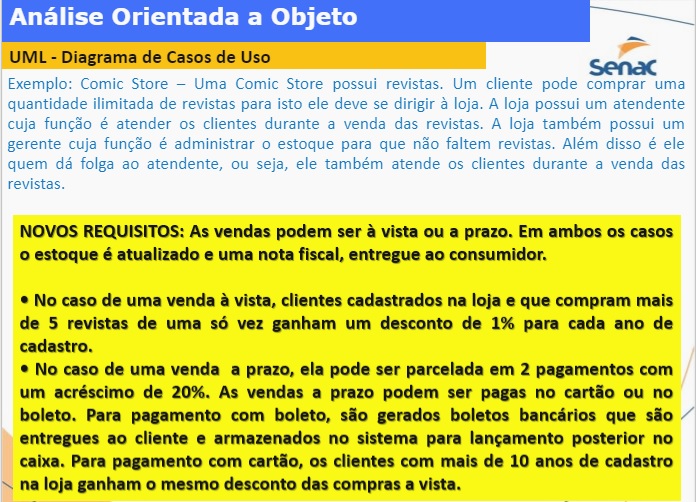 Análise Orientada a Objeto
UML - Diagrama de Casos de Uso
Senac
Exemplo: Comic Store – Uma Comic Store possui revistas. Um cliente pode comprar uma
quantidade ilimitada de revistas para isto ele deve se dirigir à loja. A loja possui um atendente
cuja função é atender os clientes durante a venda das revistas. A loja também possui um
gerente cuja função é administrar o estoque para que não faltem revistas. Além disso é ele
quem dá folga ao atendente, ou seja, ele também atende os clientes durante a venda das
revistas.
NOVOS REQUISITOS: As vendas podem ser à vista ou a prazo. Em ambos os casos
o estoque é atualizado e uma nota fiscal, entregue ao consumidor.
• No caso de uma venda à vista, clientes cadastrados na loja e que compram mais
de 5 revistas de uma só vez ganham um desconto de 1% para cada ano de
cadastro.
• No caso de uma venda a prazo, ela pode ser parcelada em 2 pagamentos com
um acréscimo de 20%. As vendas a prazo podem ser pagas no cartão ou no
boleto. Para pagamento com boleto, são gerados boletos bancários que são
entregues ao cliente e armazenados no sistema para lançamento posterior no
caixa. Para pagamento com cartão, os clientes com mais de 10 anos de cadastro
na loja ganham o mesmo desconto das compras a vista.